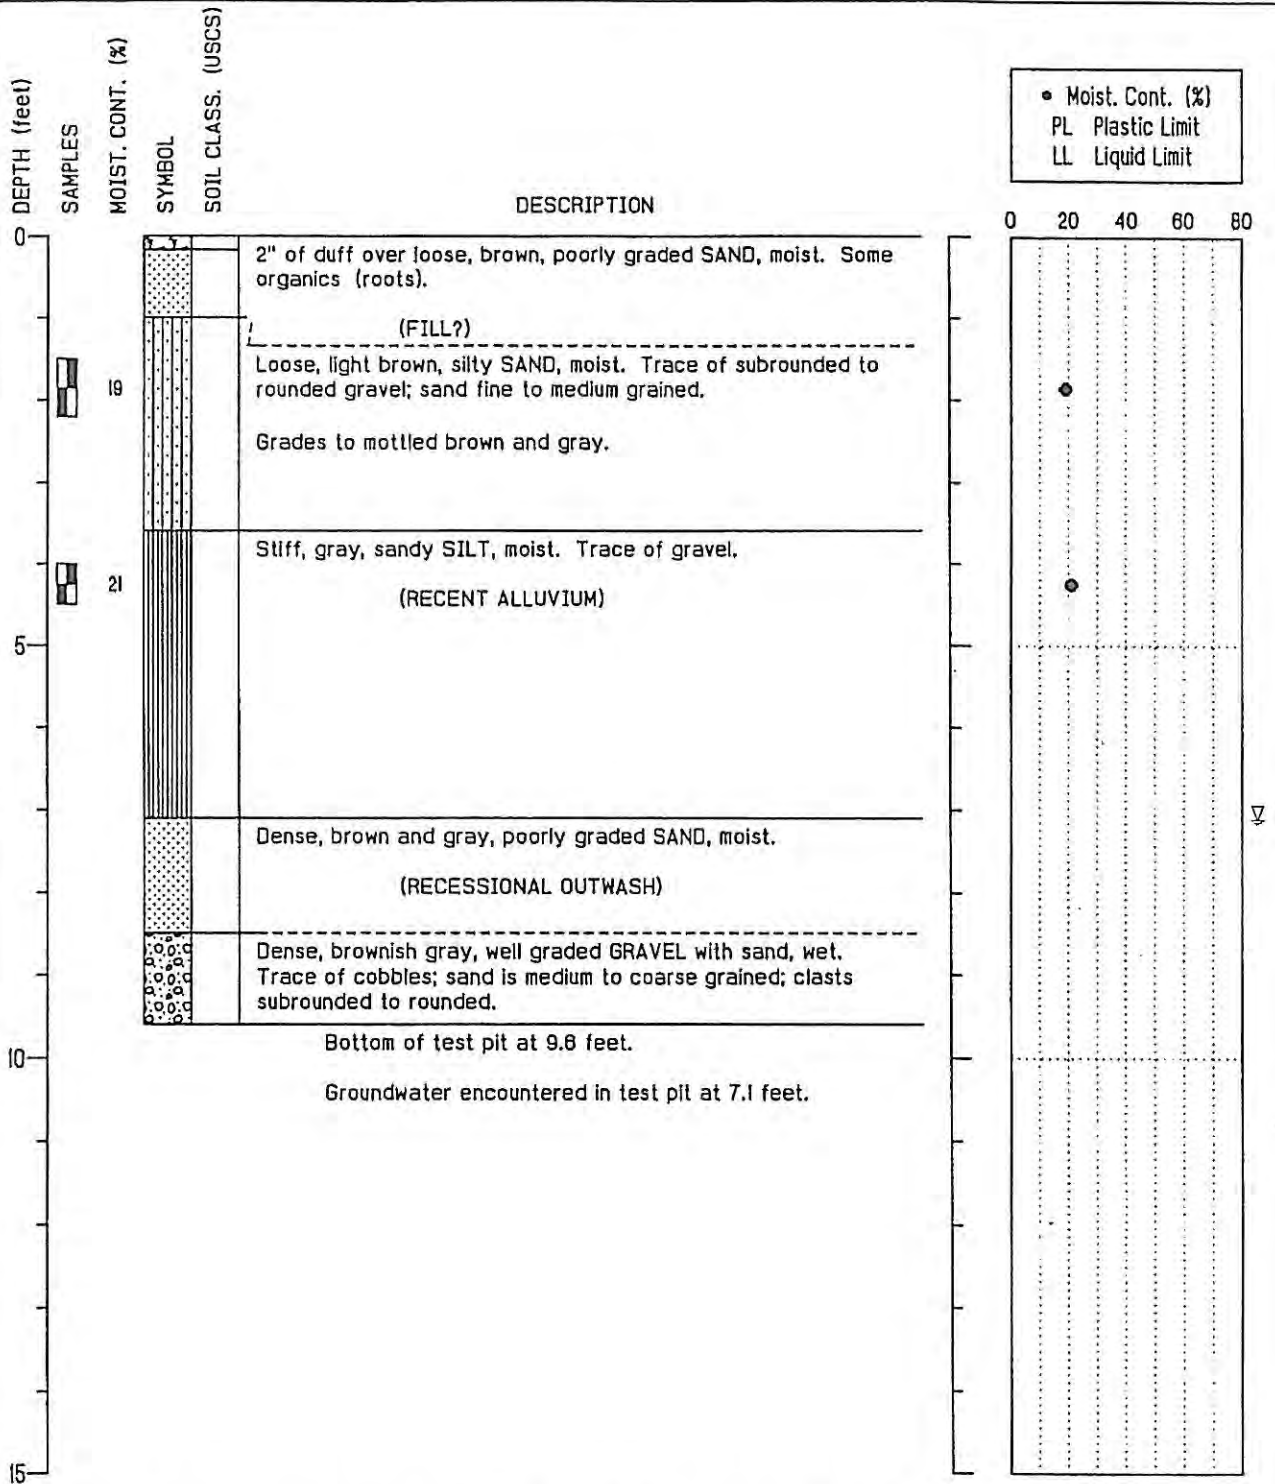 DEPTH (feet)
SAMPLES
MOIST. CONT. (%)
SYMBOL
SOIL CLASS. (USCS)
DESCRIPTION
• Moist. Cont. (%)
PL Plastic Limit
LL Liquid Limit
0 20 40 60 80
0
2" of duff over loose, brown, poorly graded SAND, moist. Some
organics (roots).
(FILL?)
Loose, light brown, silty SAND, moist. Trace of subrounded to
rounded gravel; sand fine to medium grained.
19
Grades to mottled brown and gray.
Stiff, gray, sandy SILT, moist. Trace of gravel.
21
(RECENT ALLUVIUM)
5
Dense, brown and gray, poorly graded SAND, moist.
(RECESSIONAL OUTWASH)
Dense, brownish gray, well graded GRAVEL with sand, wet.
Trace of cobbles; sand is medium to coarse grained; clasts
subrounded to rounded.
Bottom of test pit at 9.6 feet.
10
Groundwater encountered in test pit at 7.1 feet.
15